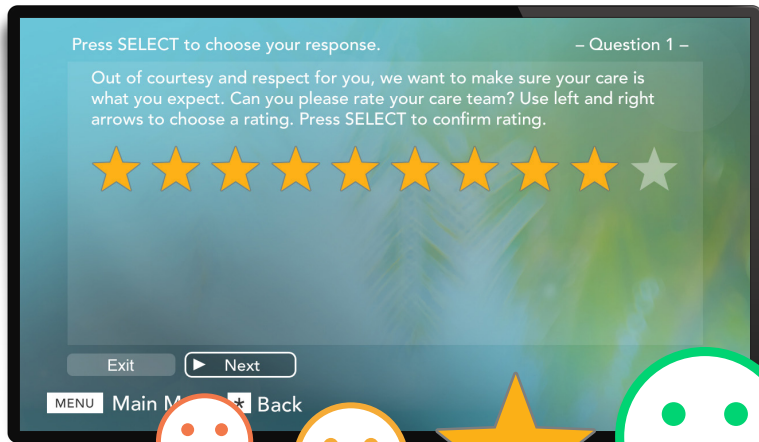 Press SELECT to choose your response.
– Question 1 –
Out of courtesy and respect for you, we want to make sure your care is
what you expect. Can you please rate your care team? Use left and right
arrows to choose a rating. Press SELECT to confirm rating.
Exit
Next
MENU Main M
* Back